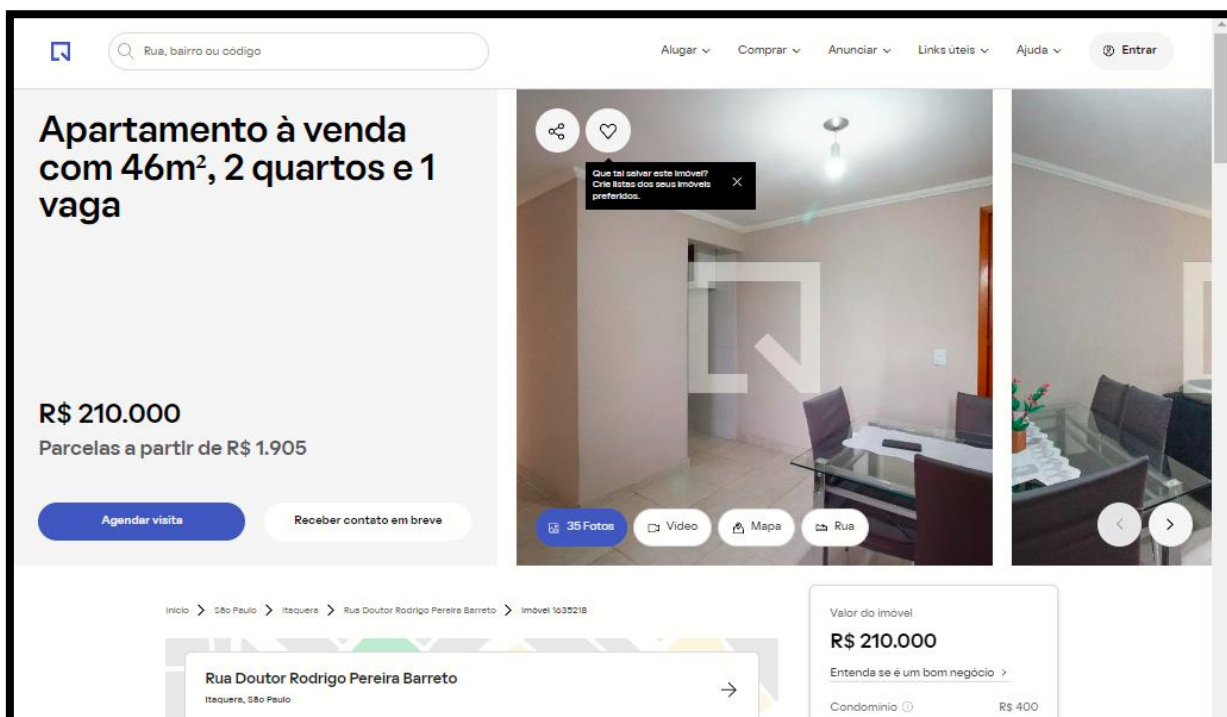 Rua, bairro ou código
Alugar
Comprar
Anunciar
Links úteis
Ajuda
Entrar
Apartamento à venda
com 46m², 2 quartos e 1
vaga
R$ 210.000
Parcelas a partir de R$ 1.905
Agendar visita
Receber contato em breve
Que tal salvar este imóvel?
Crie listas dos seus imóveis
preferidos.
35 Fotos
Vídeo
Mapa
Rua
Início
São Paulo
Itaquera
Rua Doutor Rodrigo Pereira Barreto
Imóvel 1635218
Rua Doutor Rodrigo Pereira Barreto
Itaquera, São Paulo
Valor do imóvel
R$ 210.000
Entenda se é um bom negócio
Condomínio R$ 400